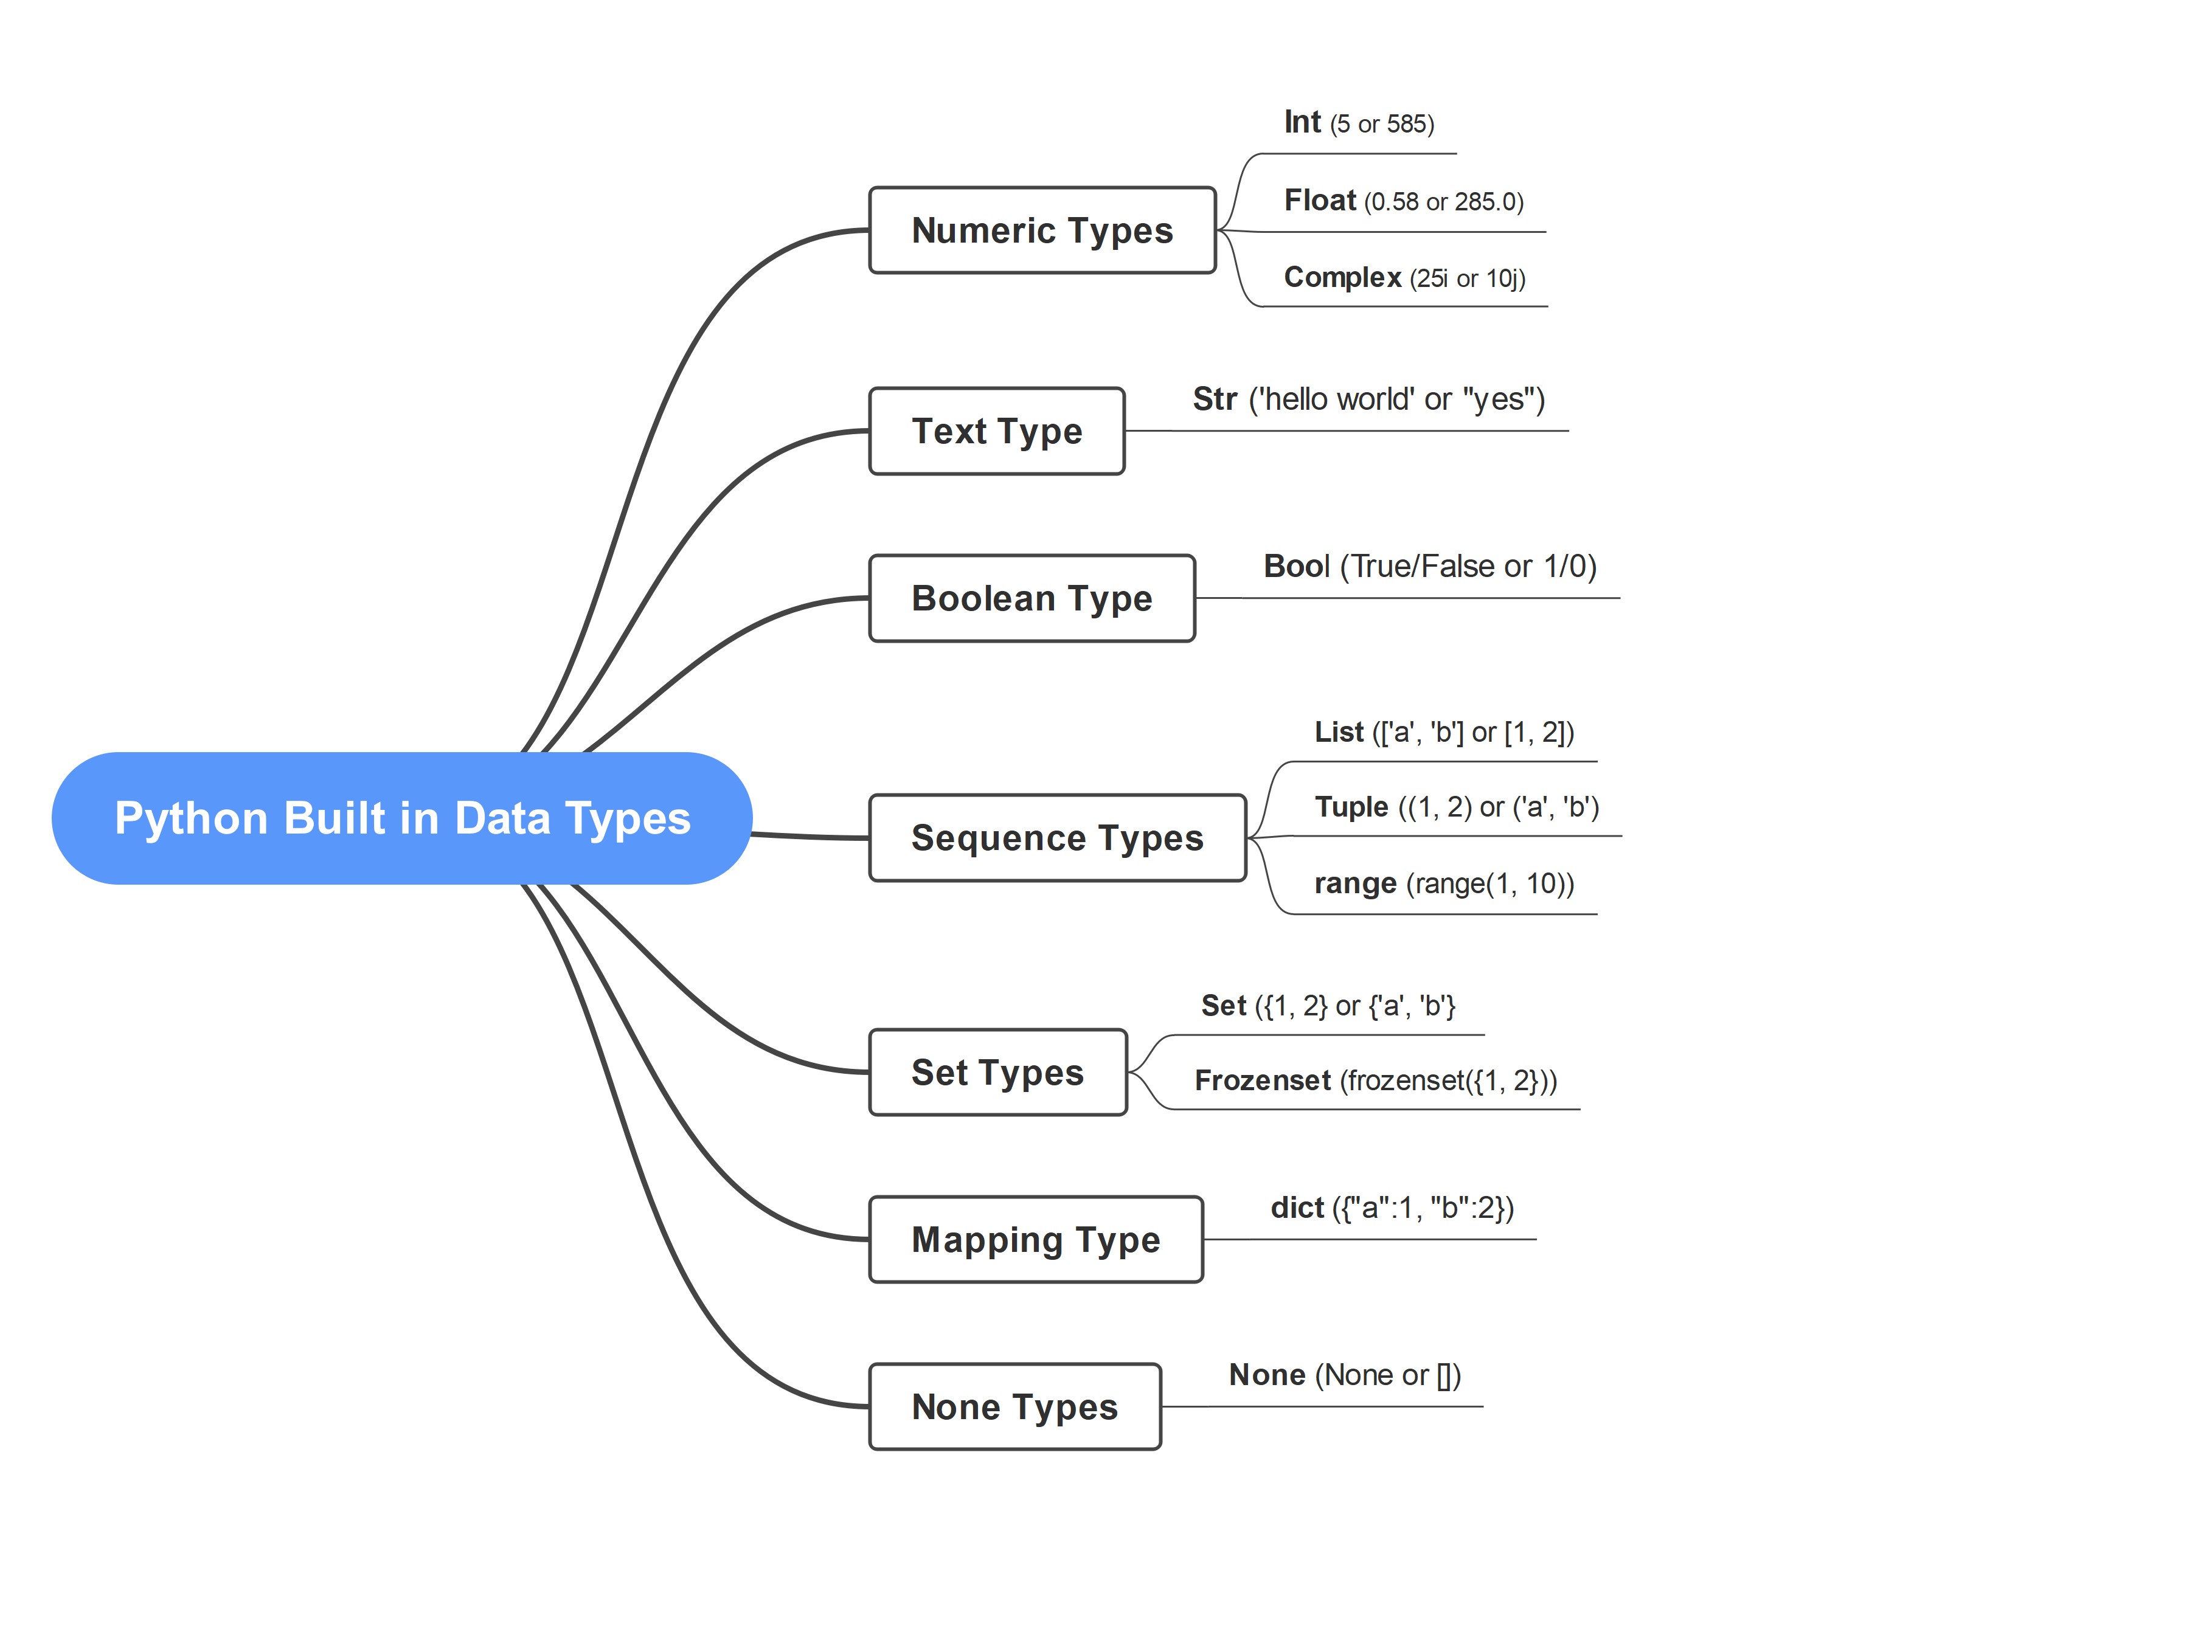 Int (5 or 585)
Float (0.58 or 285.0)
Numeric Types
Complex (25i or 10j)
Str ('hello world' or "yes")
Text Type
Bool (True/False or 1/0)
Boolean Type
List (['a', 'b'] or [1, 2])
Python Built in Data Types
Tuple ((1, 2) or ('a', 'b')
Sequence Types
range (range(1, 10))
Set ({1, 2} or {'a', 'b'}
Set Types
Frozenset (frozenset({1, 2}))
dict ({"a":1, "b":2})
Mapping Type
None (None or [])
None Types